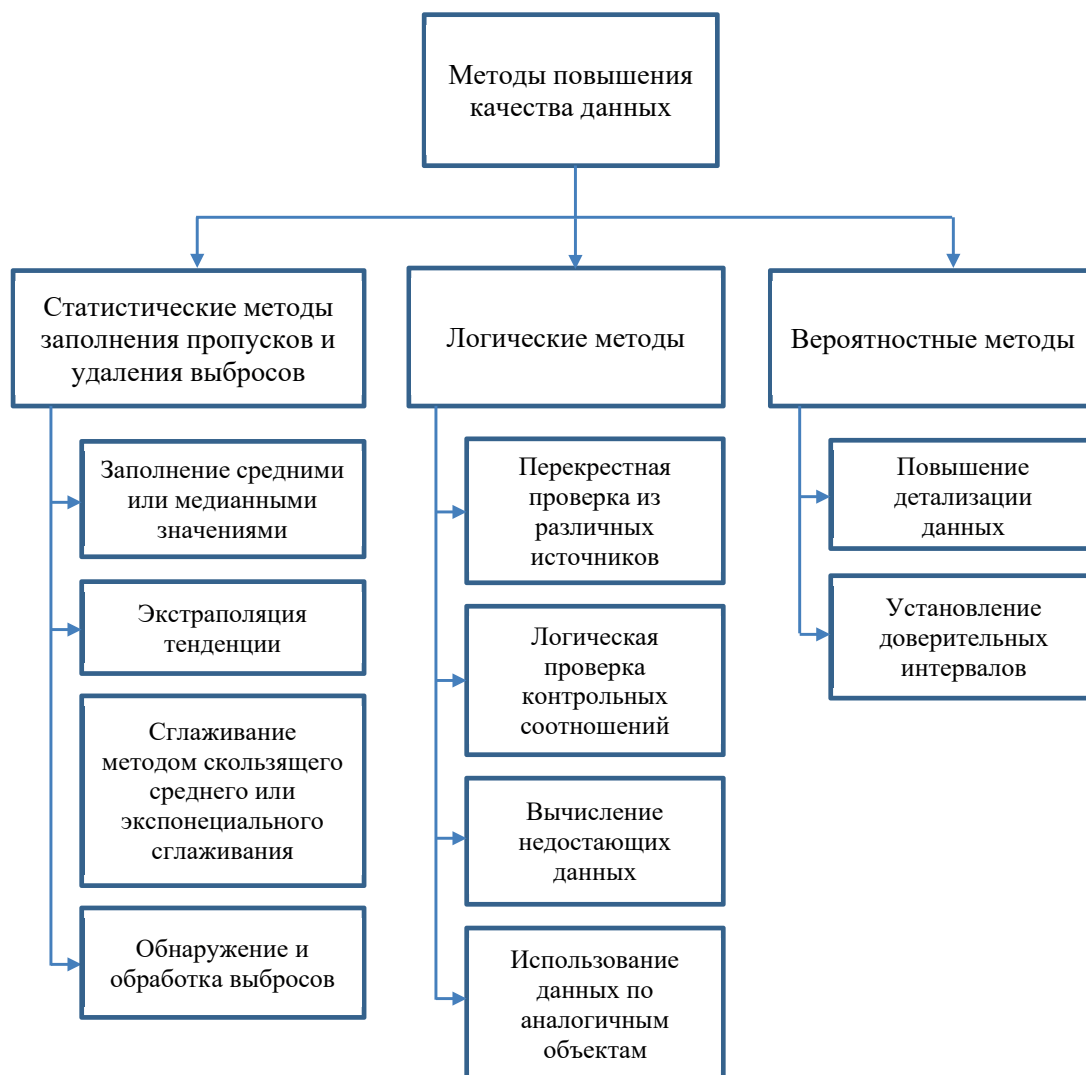 Методы повышения
качества данных
Статистические методы
заполнения пропусков и
удаления выбросов
Заполнение средними
или медианными
значениями
Экстраполяция
тенденции
Сглаживание
методом скользящего
среднего или
экспонециального
сглаживания
Обнаружение и
обработка выбросов
Логические методы
Перекрестная
проверка из
различных
источников
Логическая
проверка
контрольных
соотношений
Вычисление
недостающих
данных
Использование
данных по
аналогичным
объектам
Вероятностные методы
Повышение
детализации
данных
Установление
доверительных
интервалов